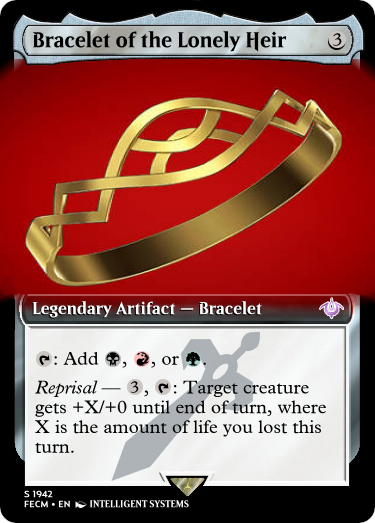 Bracelet of the Lonely Heir 3
Legendary Artifact — Bracelet
: Add , , or .
Reprisal — 3, : Target creature
gets +X/+0 until end of turn, where
X is the amount of life you lost this
turn.
S 1942
FECM • EN INTELLIGENT SYSTEMS